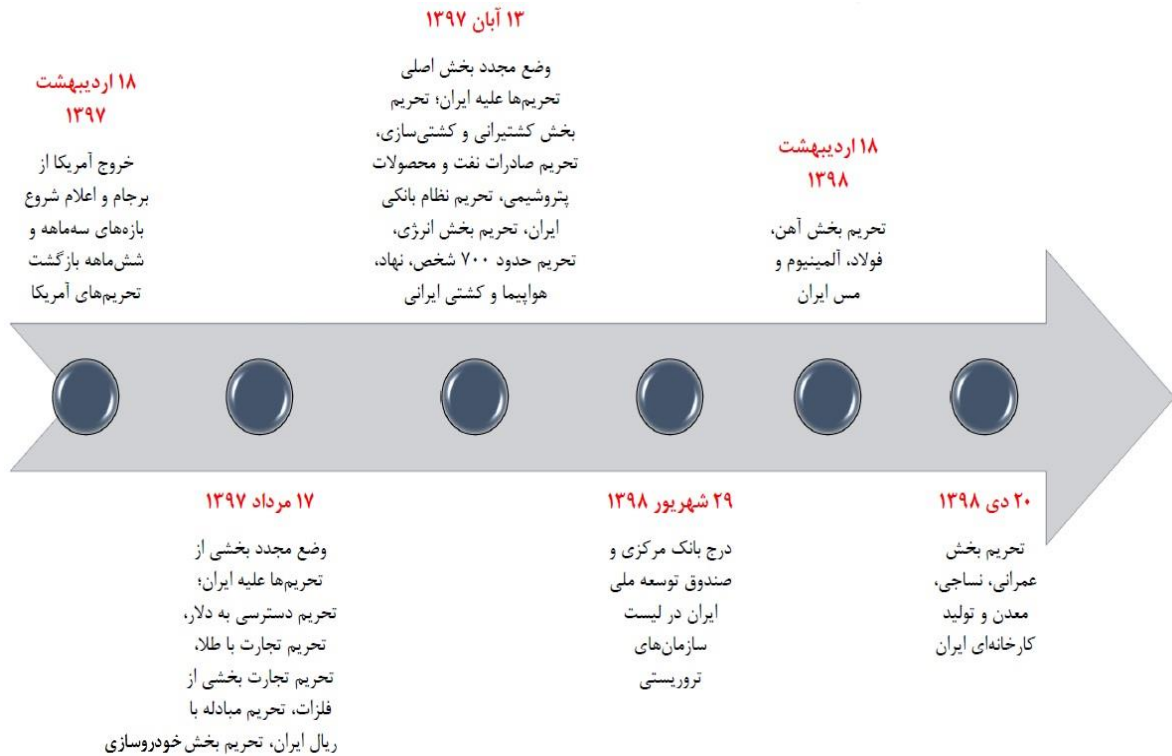 ۱۸ اردیبهشت
۱۳۹۷
خروج آمریکا از
برجام و اعلام شروع
بازه‌های سه‌ماهه و
شش‌ماهه بازگشت
تحریم‌های آمریکا
۱۷ مرداد ۱۳۹۷
وضع مجدد بخشی از
تحریم‌ها علیه ایران؛
تحریم دسترسی به دلار،
تحریم تجارت با طلا،
تحریم تجارت بخشی از
فلزات، تحریم مبادله با
ریال ایران، تحریم بخش خودروسازی
۱۳ آبان ۱۳۹۷
وضع مجدد بخش اصلی
تحریم‌ها علیه ایران؛ تحریم
بخش کشتیرانی و کشتی‌سازی،
تحریم صادرات نفت و محصولات
پتروشیمی، تحریم نظام بانکی
ایران، تحریم بخش انرژی،
تحریم حدود ۷۰۰ شخص، نهاد،
هواپیما و کشتی ایرانی
۲۹ شهریور ۱۳۹۸
درج بانک مرکزی و
صندوق توسعه ملی
ایران در لیست
سازمان‌های
تروریستی
۱۸ اردیبهشت
۱۳۹۸
تحریم بخش آهن،
فولاد، آلمینیوم و
مس ایران
۲۰ دی ۱۳۹۸
تحریم بخش
عمرانی، نساجی،
معدن و تولید
کارخانه‌ای ایران